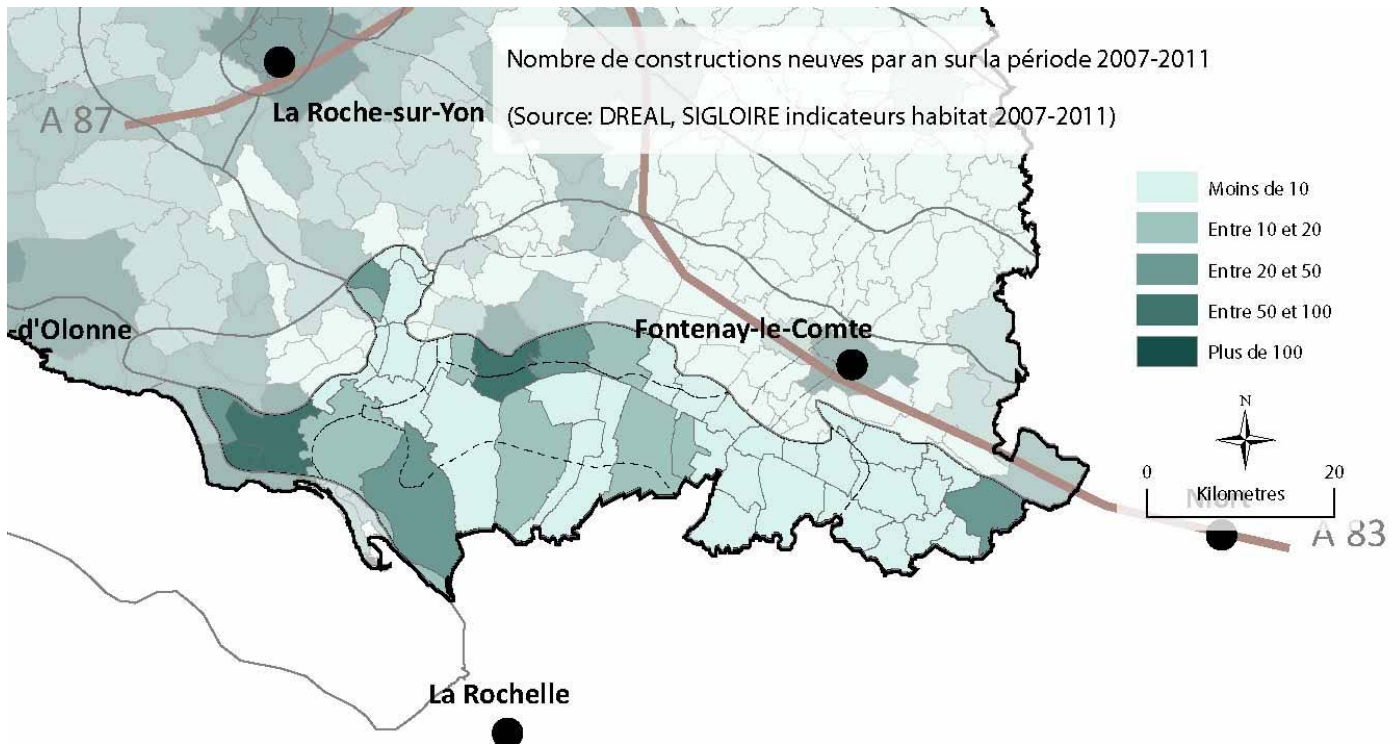 Nombre de constructions neuves par an sur la période 2007-2011
(Source: DREAL, SIGLOIRE indicateurs habitat 2007-2011)
A 87
La Roche-sur-Yon
Moins de 10
Entre 10 et 20
Entre 20 et 50
Entre 50 et 100
Plus de 100
-d'Olonne
Fontenay-le-Comte
N
0
20
Kilometres
Niort
A 83
La Rochelle